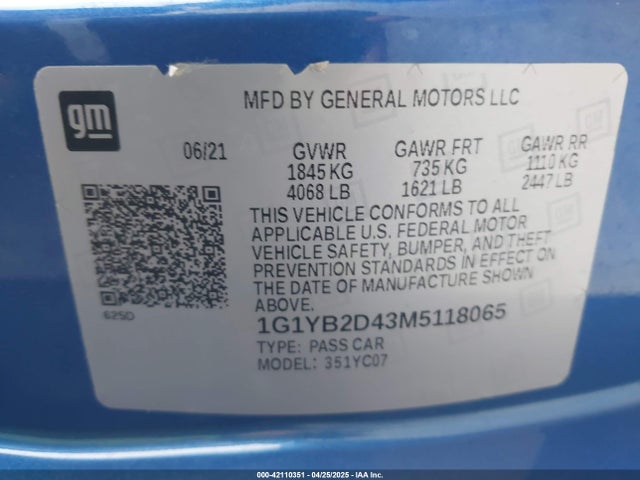 gm
MFD BY GENERAL MOTORS LLC
06/21 GVWR GAWR FRT GAWR RR
1845 KG 735 KG 1110 KG
4068 LB 1621 LB 2447 LB
THIS VEHICLE CONFORMS TO ALL
APPLICABLE U.S. FEDERAL MOTOR
VEHICLE SAFETY, BUMPER, AND THEFT
PREVENTION STANDARDS IN EFFECT ON
THE DATE OF MANUFACTURE SHOWN
ABOVE.
625D
1G1YB2D43M5118065
TYPE: PASS CAR
MODEL: 351YC07
000-42110351 - 04/25/2025 - IAA Inc.